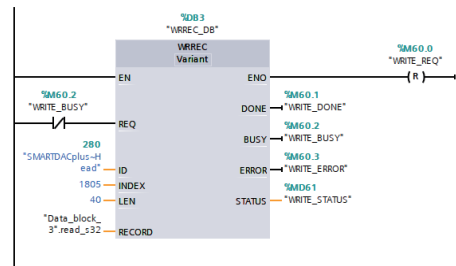 %DB3
"WRREC_DB"
WRREC
Variant
%M60.0
"WRITE_REQ"
EN
ENO
R
%M60.1
DONE
"WRITE_DONE"
%M60.2
"WRITE_BUSY"
REQ
%M60.2
BUSY
"WRITE_BUSY"
280
"SMARTDACplus~H
ead"
ID
%M60.3
ERROR
"WRITE_ERROR"
1805
INDEX
%MD61
40
LEN
STATUS
"WRITE_STATUS"
"Data_block_
3".read_s32
RECORD